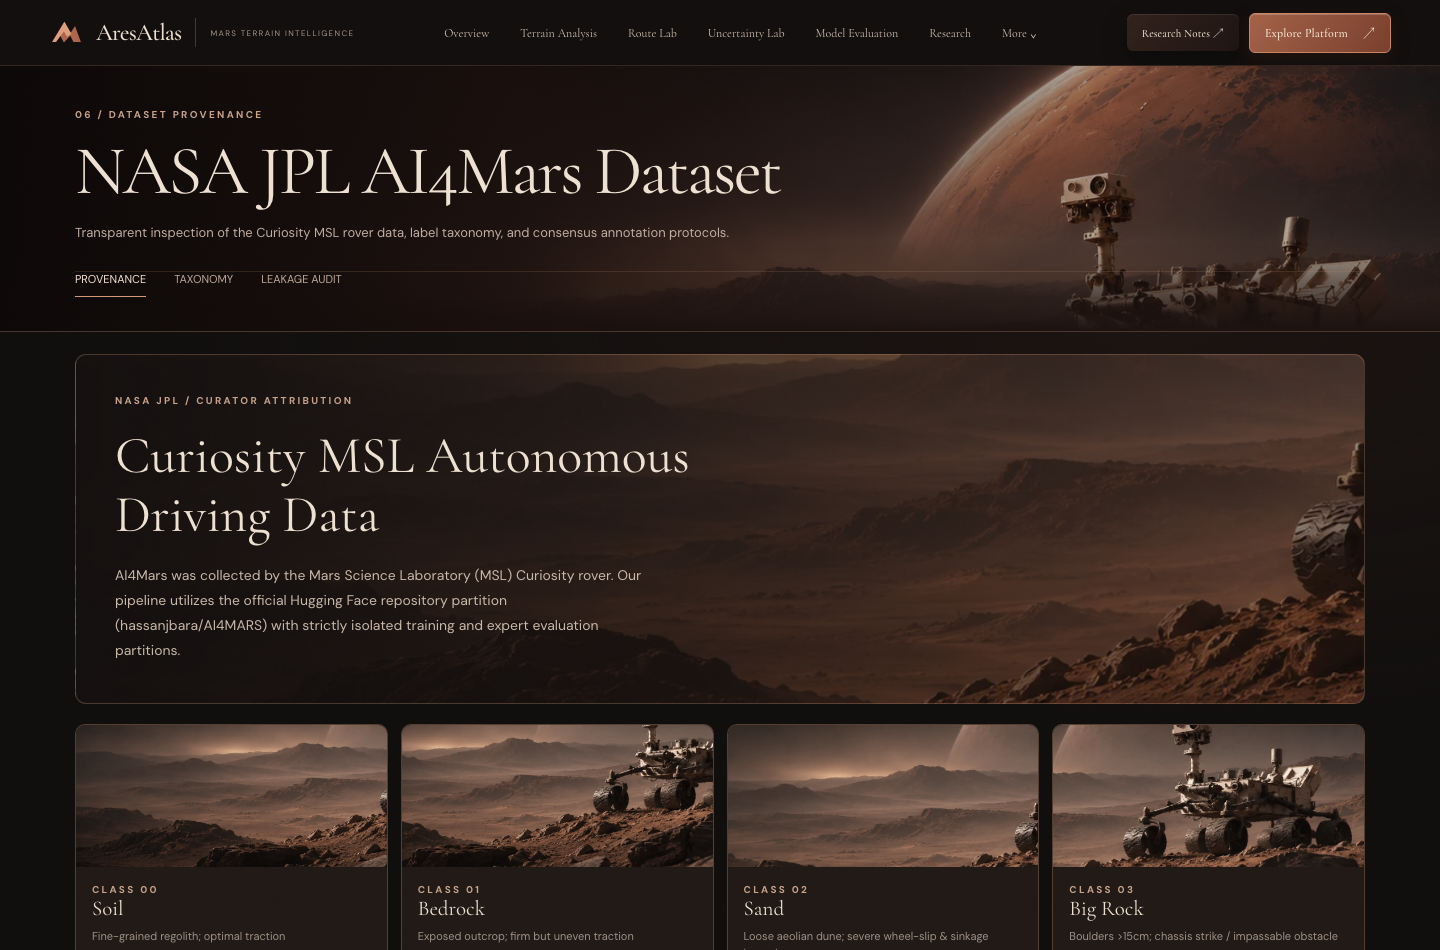 AresAtlas
MARS TERRAIN INTELLIGENCE
Overview
Terrain Analysis
Route Lab
Uncertainty Lab
Model Evaluation
Research
More
Research Notes ↗
Explore Platform ↗
06 / DATASET PROVENANCE
NASA JPL AI4Mars Dataset
Transparent inspection of the Curiosity MSL rover data, label taxonomy, and consensus annotation protocols.
PROVENANCE
TAXONOMY
LEAKAGE AUDIT
NASA JPL / CURATOR ATTRIBUTION
Curiosity MSL Autonomous
Driving Data
AI4Mars was collected by the Mars Science Laboratory (MSL) Curiosity rover. Our
pipeline utilizes the official Hugging Face repository partition
(hassanjbara/AI4MARS) with strictly isolated training and expert evaluation
partitions.
CLASS 00
Soil
Fine-grained regolith; optimal traction
CLASS 01
Bedrock
Exposed outcrop; firm but uneven traction
CLASS 02
Sand
Loose aeolian dune; severe wheel-slip & sinkage
CLASS 03
Big Rock
Boulders >15cm; chassis strike / impassable obstacle